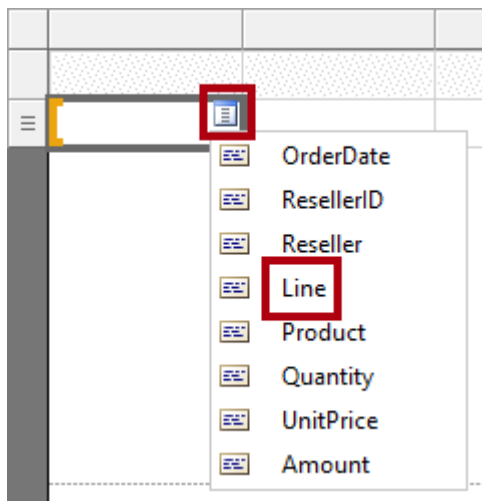 OrderDate
ResellerID
Reseller
Line
Product
Quantity
UnitPrice
Amount